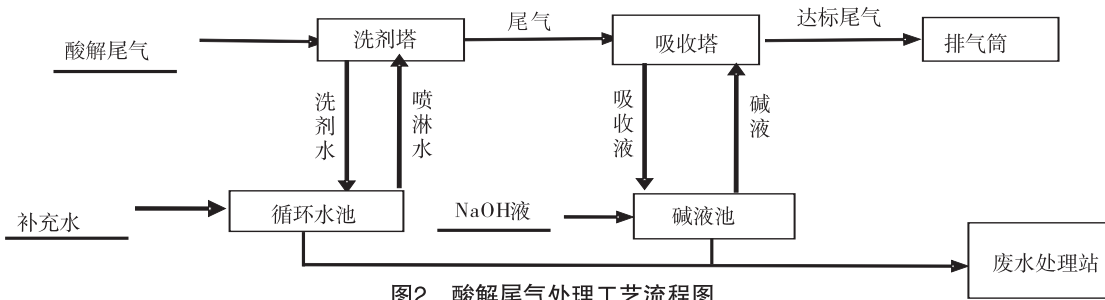 酸解尾气
洗剂塔
尾气
吸收塔
达标尾气
排气筒
洗剂水
喷淋水
吸收液
碱液
补充水
循环水池
NaOH液
碱液池
废水处理站
图2 酸解尾气处理工艺流程图